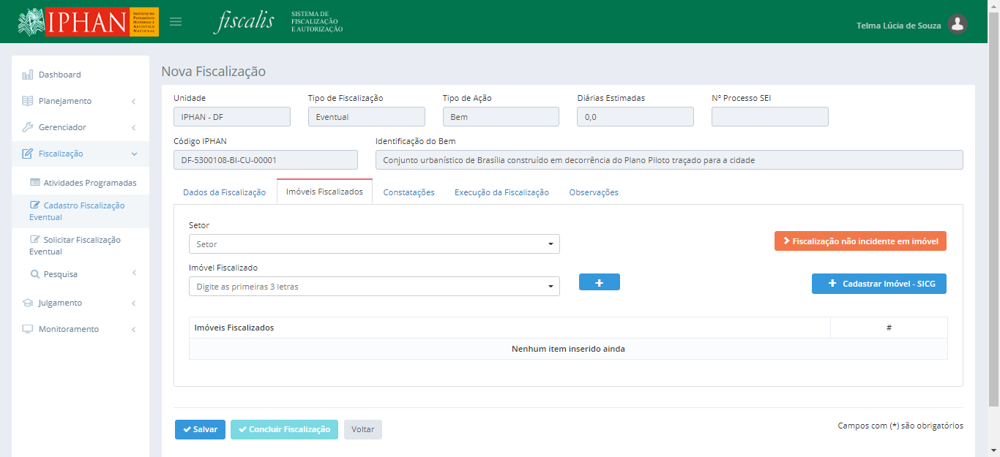 IPHAN
INSTITUTO DO
PATRIMÔNIO
HISTÓRICO E
ARTÍSTICO
NACIONAL
fiscalis
SISTEMA DE
FISCALIZAÇÃO
E AUTORIZAÇÃO
Telma Lúcia de Souza
Dashboard
Planejamento
Gerenciador
Fiscalização
Atividades Programadas
Cadastro Fiscalização
Eventual
Solicitar Fiscalização
Eventual
Pesquisa
Julgamento
Monitoramento
Nova Fiscalização
Unidade Tipo de Fiscalização Tipo de Ação Diárias Estimadas Nº Processo SEI
IPHAN - DF Eventual Bem 0,0
Código IPHAN Identificação do Bem
DF-5300108-BI-CU-00001 Conjunto urbanístico de Brasília construído em decorrência do Plano Piloto traçado para a cidade
Dados da Fiscalização Imóveis Fiscalizados Constatações Execução da Fiscalização Observações
Setor
Setor
Fiscalização não incidente em imóvel
Imóvel Fiscalizado
Digite as primeiras 3 letras
+ + Cadastrar Imóvel - SICG
Imóveis Fiscalizados #
Nenhum item inserido ainda
Salvar Concluir Fiscalização Voltar
Campos com (*) são obrigatórios